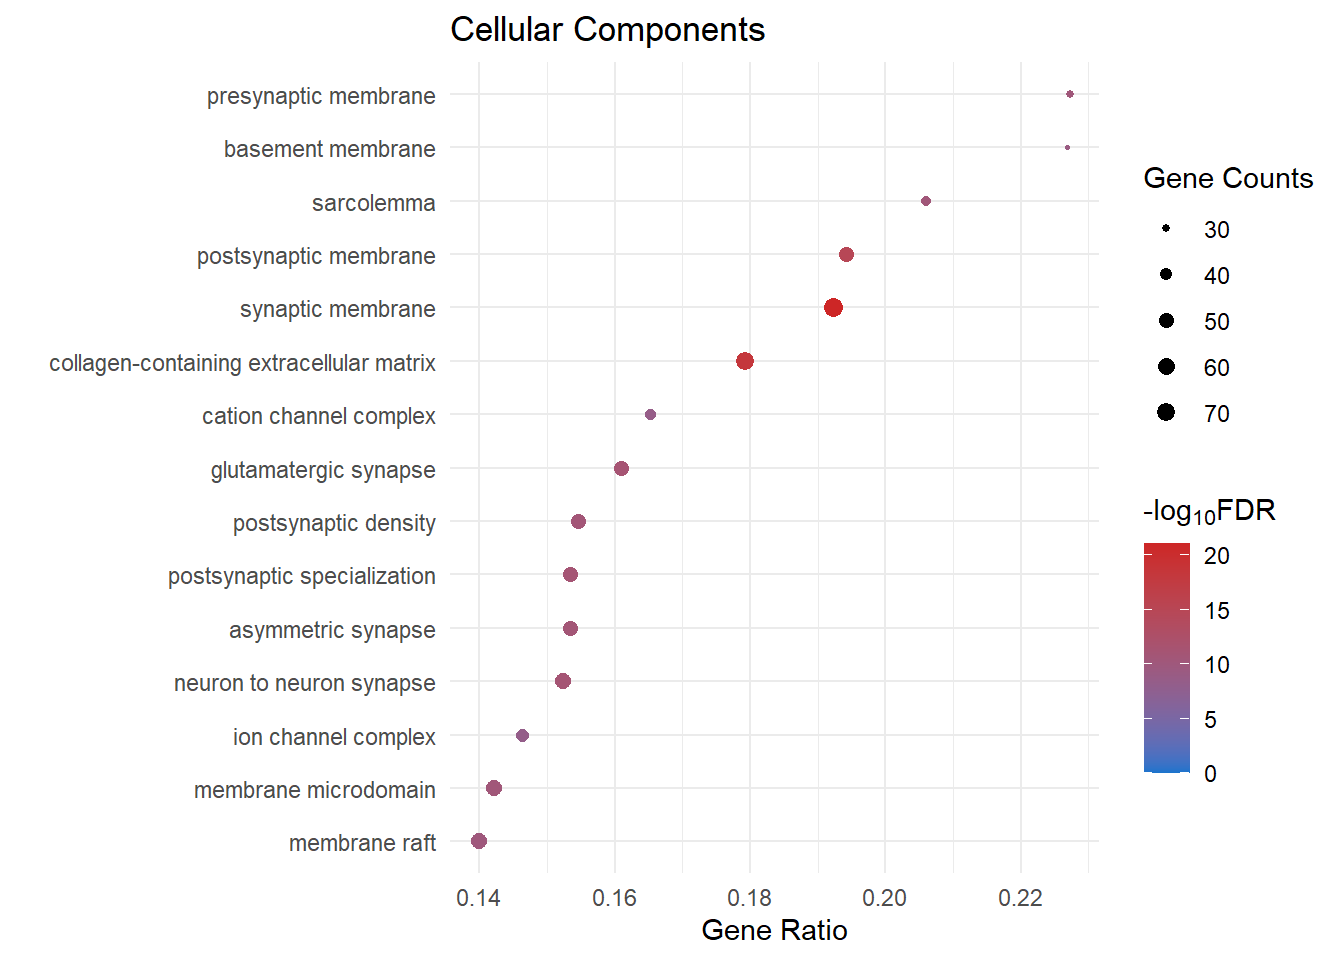 Cellular Components
presynaptic membrane
basement membrane
sarcolemma
postsynaptic membrane
synaptic membrane
collagen-containing extracellular matrix
cation channel complex
glutamatergic synapse
postsynaptic density
postsynaptic specialization
asymmetric synapse
neuron to neuron synapse
ion channel complex
membrane microdomain
membrane raft
0.14 0.16 0.18 0.20 0.22
Gene Ratio
Gene Counts
30
40
50
60
70
-log₁₀FDR
20
15
10
5
0